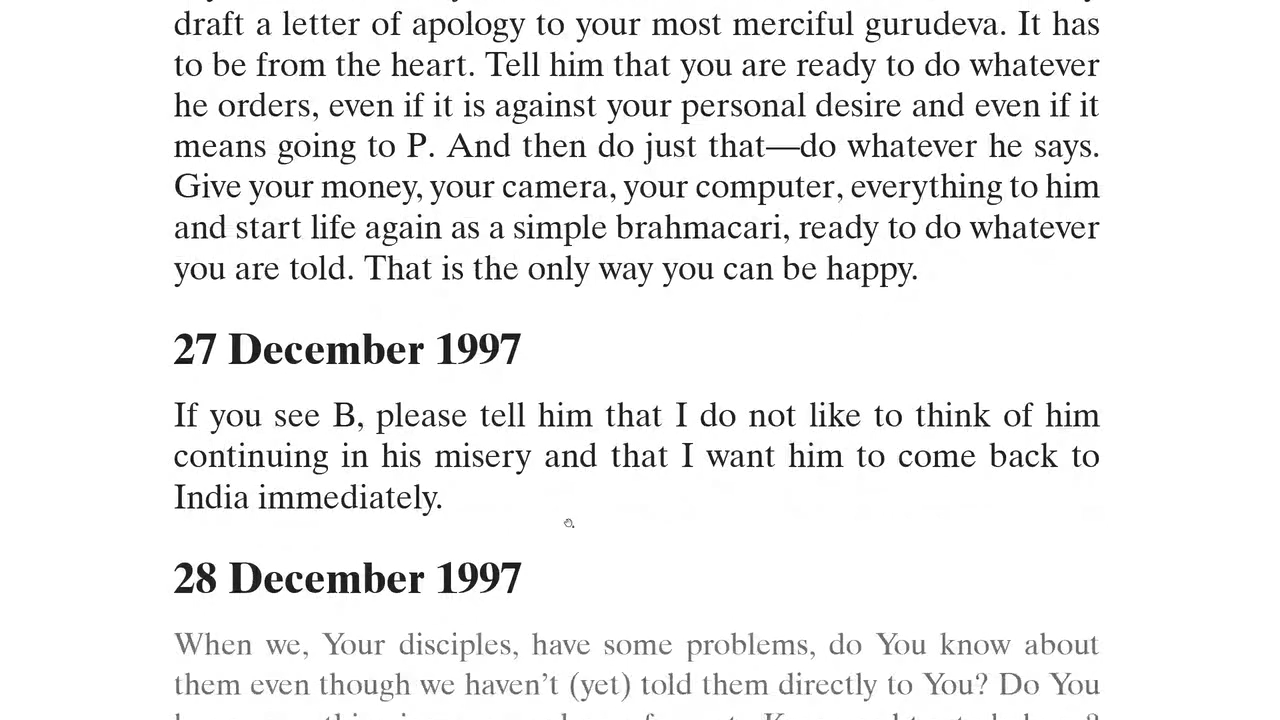 draft a letter of apology to your most merciful gurudeva. It has
to be from the heart. Tell him that you are ready to do whatever
he orders, even if it is against your personal desire and even if it
means going to P. And then do just that—do whatever he says.
Give your money, your camera, your computer, everything to him
and start life again as a simple brahmacari, ready to do whatever
you are told. That is the only way you can be happy.
27 December 1997
If you see B, please tell him that I do not like to think of him
continuing in his misery and that I want him to come back to
India immediately.
28 December 1997
When we, Your disciples, have some problems, do You know about
them even though we haven’t (yet) told them directly to You? Do You